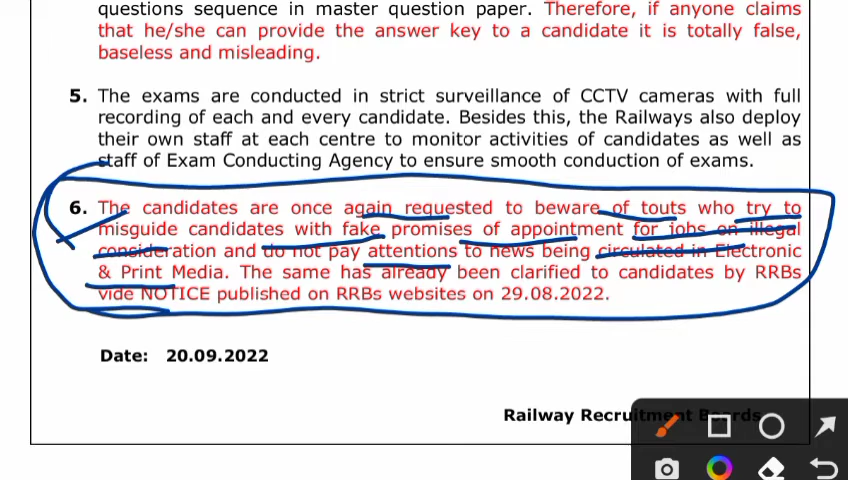 questions sequence in master question paper. Therefore, if anyone claims
that he/she can provide the answer key to a candidate it is totally false,
baseless and misleading.
5. The exams are conducted in strict surveillance of CCTV cameras with full
recording of each and every candidate. Besides this, the Railways also deploy
their own staff at each centre to monitor activities of candidates as well as
staff of Exam Conducting Agency to ensure smooth conduction of exams.
6. The candidates are once again requested to beware of touts who try to
misguide candidates with fake promises of appointment for jobs on illegal
consideration and do not pay attentions to news being circulated in Electronic
& Print Media. The same has already been clarified to candidates by RRBs
vide NOTICE published on RRBs websites on 29.08.2022.
Date: 20.09.2022
Railway Recruitment Boards